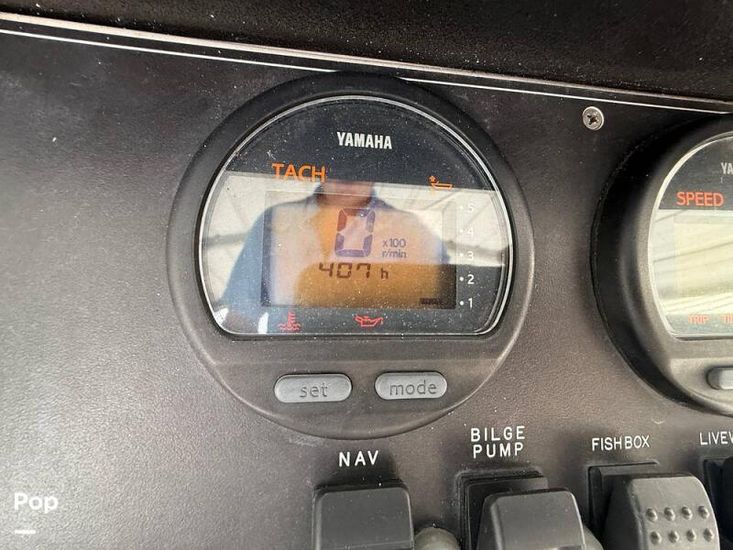 YAMAHA
TACH
0 x100
r/min
407 h
5
4
3
2
1
set
mode
SPEED
TRIP
NAV
BILGE
PUMP
FISHBOX
Pop